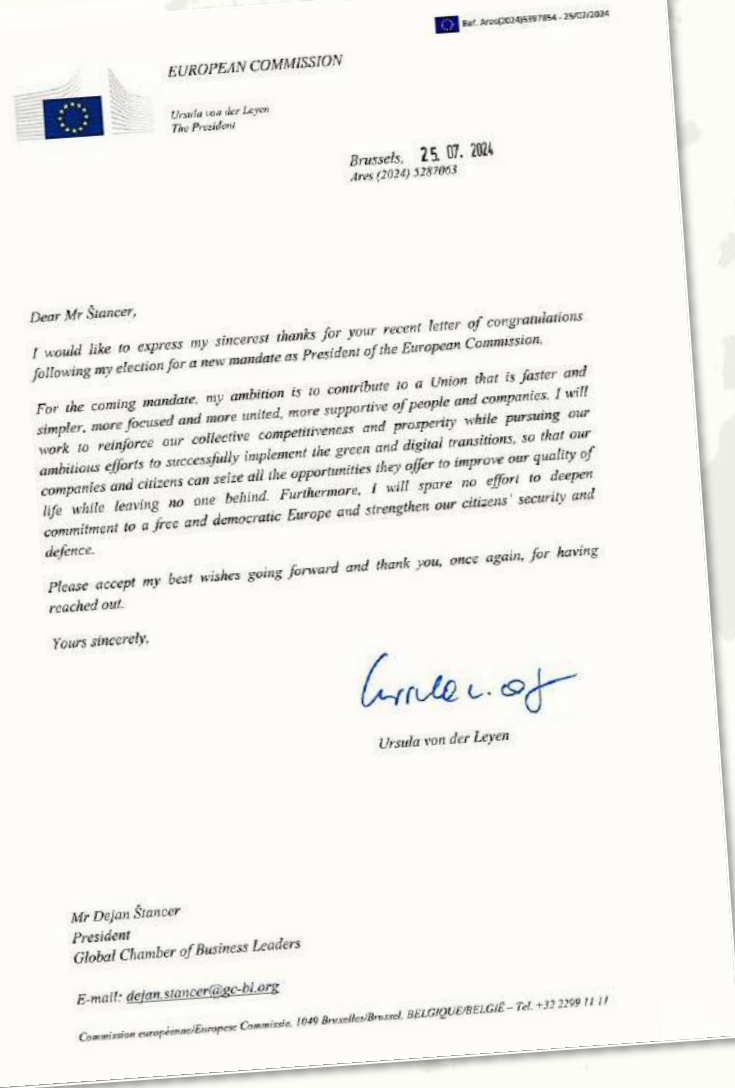 Ref. Ares(2024)5397854 - 25/07/2024
EUROPEAN COMMISSION
Ursula von der Leyen
The President
Brussels, 25. 07. 2024
Ares (2024) 5287063
Dear Mr Štancer,
I would like to express my sincerest thanks for your recent letter of congratulations
following my election for a new mandate as President of the European Commission.
For the coming mandate, my ambition is to contribute to a Union that is faster and
simpler, more focused and more united, more supportive of people and companies. I will
work to reinforce our collective competitiveness and prosperity while pursuing our
ambitious efforts to successfully implement the green and digital transitions, so that our
companies and citizens can seize all the opportunities they offer to improve our quality of
life while leaving no one behind. Furthermore, I will spare no effort to deepen
commitment to a free and democratic Europe and strengthen our citizens' security and
defence.
Please accept my best wishes going forward and thank you, once again, for having
reached out.
Yours sincerely,
Ursula von der Leyen
Mr Dejan Štancer
President
Global Chamber of Business Leaders
E-mail: dejan.stancer@gc-bl.org
Commission européenne/Europese Commissie, 1049 Bruxelles/Brussel, BELGIQUE/BELGIË – Tel. +32 2299 11 11